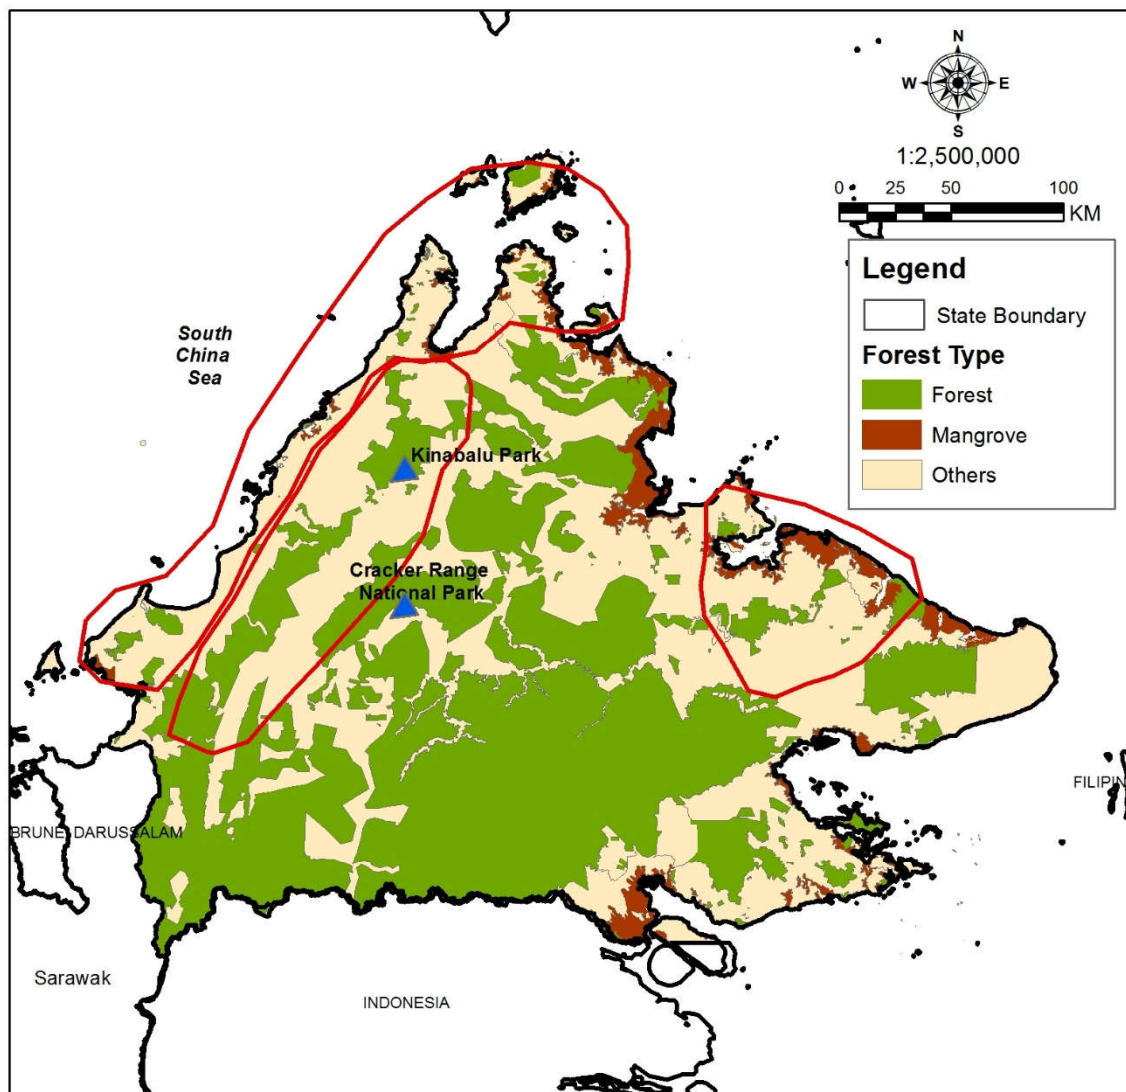 N
W E
S
1:2,500,000
0 25 50 100
KM
Legend
State Boundary
Forest Type
Forest
Mangrove
Others
South
China
Sea
Kinabalu Park
Cracker Range
National Park
FILIPIN
BRUNE DARUSSALAM
Sarawak
INDONESIA